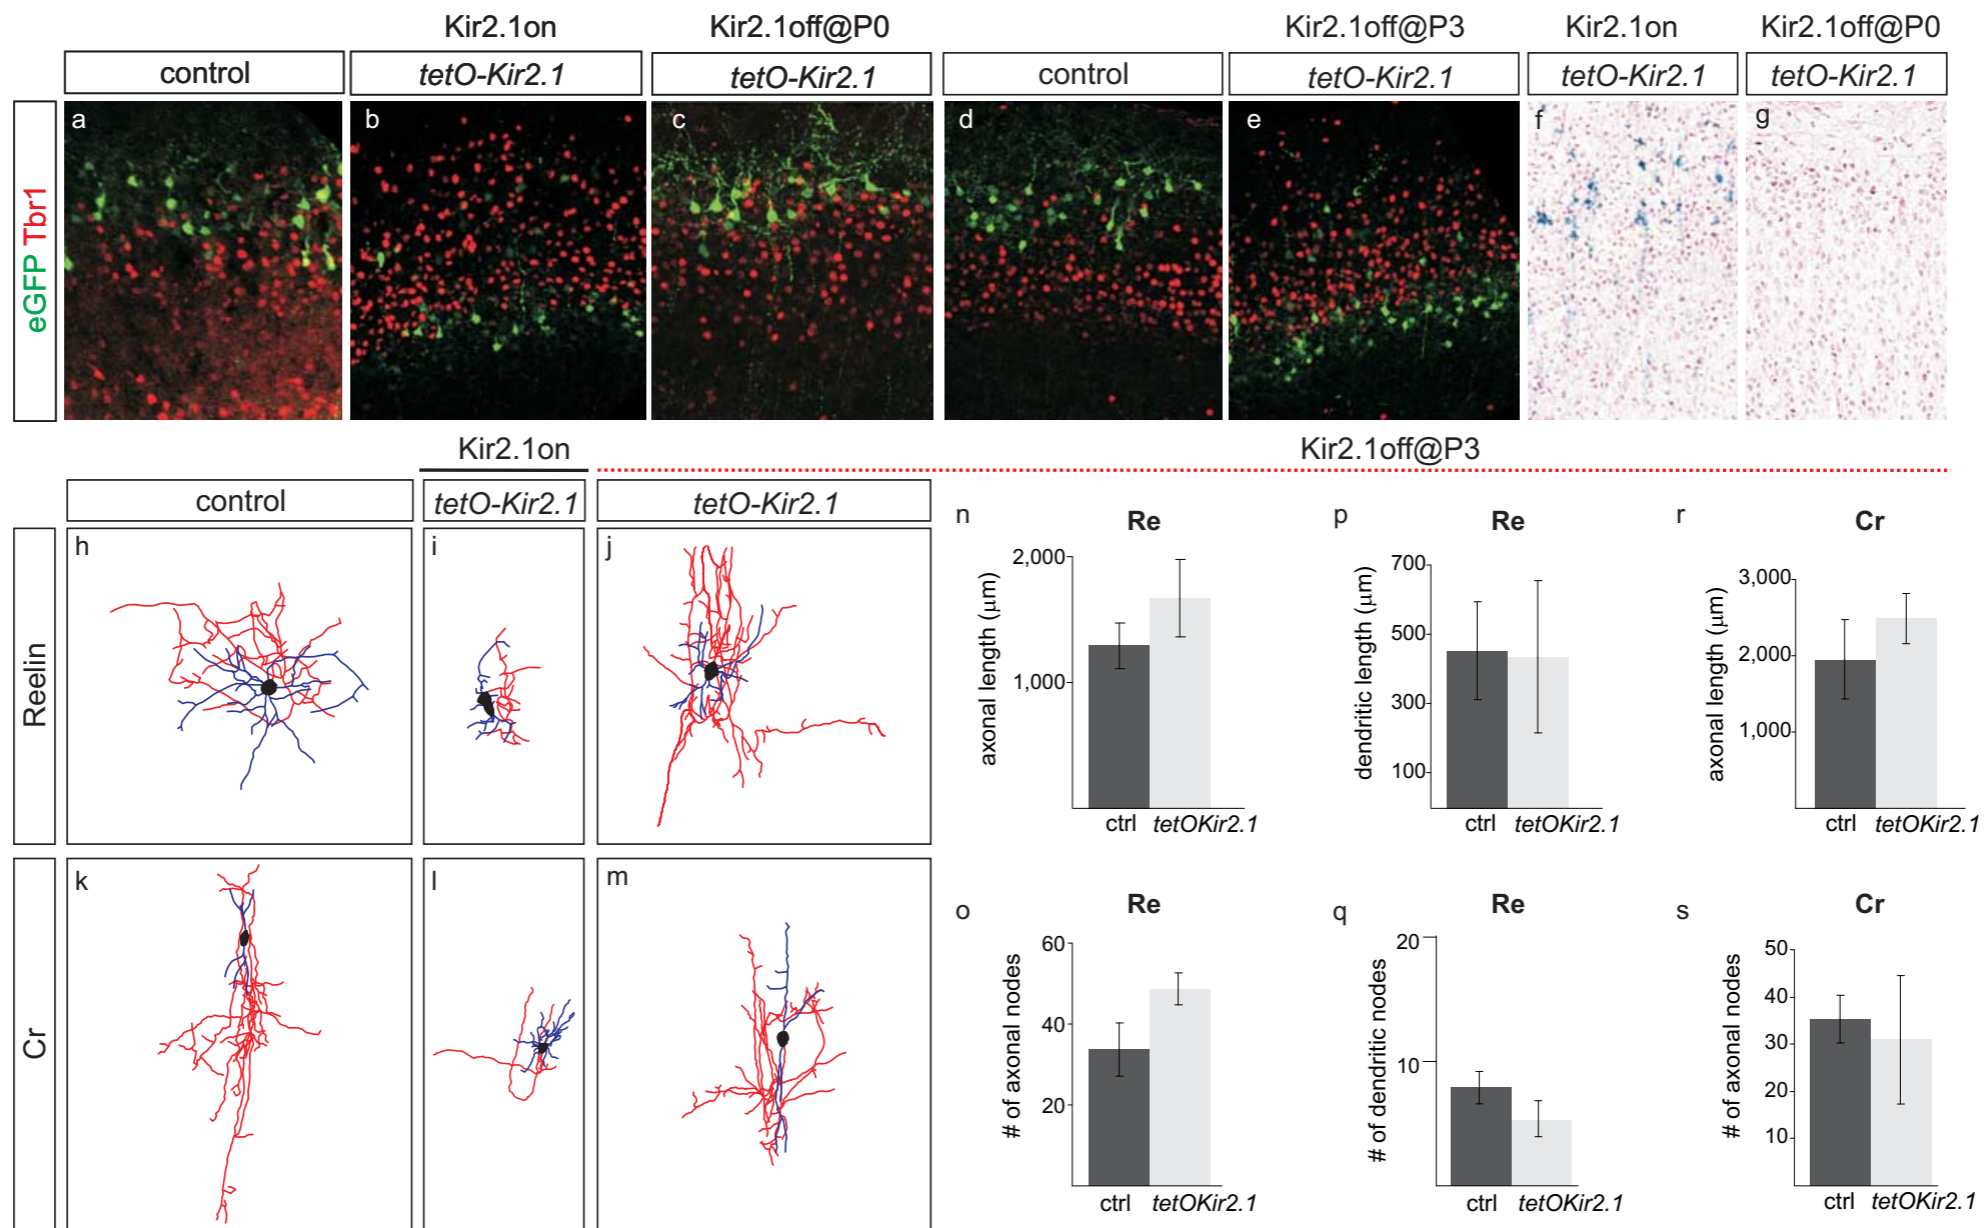 Kir2.1on Kir2.1off@P0 Kir2.1off@P3 Kir2.1on Kir2.1off@P0
control tetO-Kir2.1 tetO-Kir2.1 control tetO-Kir2.1 tetO-Kir2.1 tetO-Kir2.1
eGFP Tbr1
a b c d e f g
Kir2.1on Kir2.1off@P3
control tetO-Kir2.1 tetO-Kir2.1
Reelin
h i j
n Re
axonal length (μm)
2,000
1,000
ctrl tetOKir2.1
p Re
dendritic length (μm)
700
500
300
100
ctrl tetOKir2.1
r Cr
axonal length (μm)
3,000
2,000
1,000
ctrl tetOKir2.1
Cr
k l m
o Re
# of axonal nodes
60
40
20
ctrl tetOKir2.1
q Re
# of dendritic nodes
20
10
ctrl tetOKir2.1
s Cr
# of axonal nodes
50
40
30
20
10
ctrl tetOKir2.1